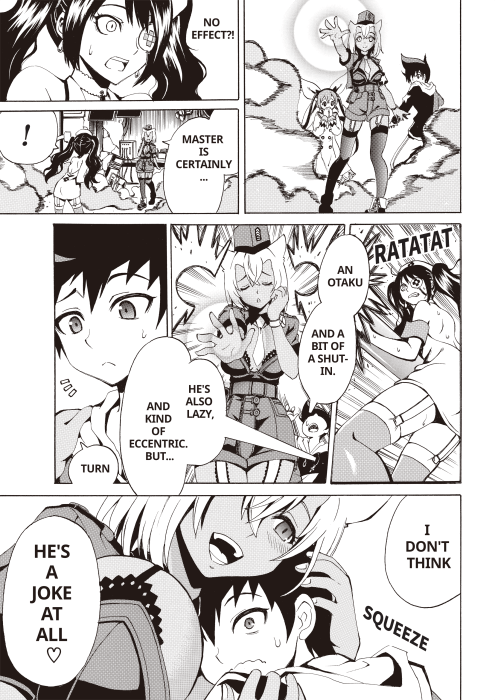 NO
EFFECT?!
!
MASTER
IS
CERTAINLY
...
RATATAT
AN
OTAKU
AND A
BIT OF
A SHUT-
IN.
HE'S
ALSO
LAZY,
AND
KIND
OF
ECCENTRIC.
BUT...
TURN
I
DON'T
THINK
SQUEEZE
HE'S
A
JOKE
AT
ALL
♡